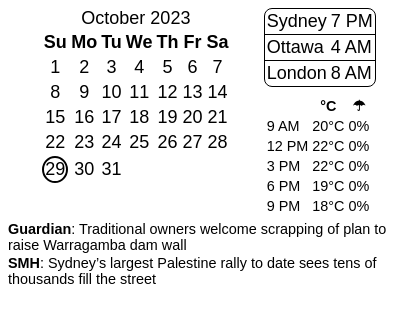 October 2023
Su Mo Tu We Th Fr Sa
1 2 3 4 5 6 7
8 9 10 11 12 13 14
15 16 17 18 19 20 21
22 23 24 25 26 27 28
29 30 31
Sydney 7 PM
Ottawa 4 AM
London 8 AM
°C ☂
9 AM 20°C 0%
12 PM 22°C 0%
3 PM 22°C 0%
6 PM 19°C 0%
9 PM 18°C 0%
Guardian: Traditional owners welcome scrapping of plan to
raise Warragamba dam wall
SMH: Sydney's largest Palestine rally to date sees tens of
thousands fill the street